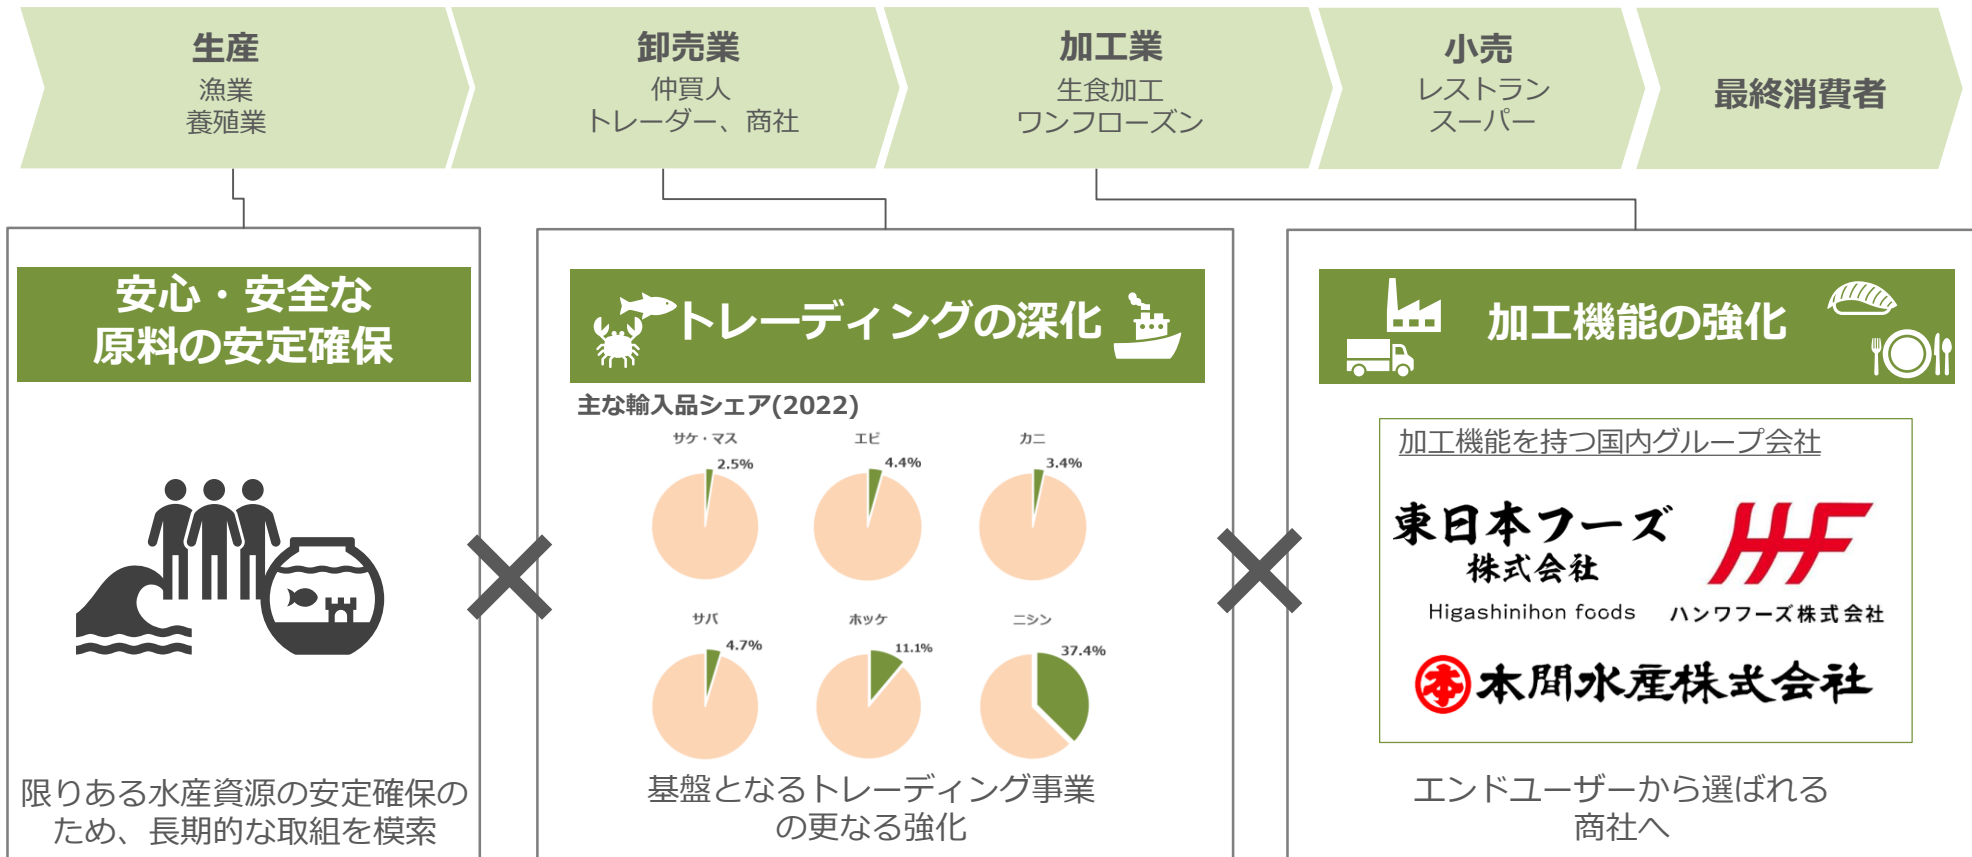 生産
漁業
養殖業
卸売業
仲買人
トレーダー、商社
加工業
生食加工
ワンフローズン
小売
レストラン
スーパー
最終消費者
安心・安全な
原料の安定確保
限りある水産資源の安定確保の
ため、長期的な取組を模索
トレーディングの深化
主な輸入品シェア(2022)
サケ・マス
2.5%
エビ
4.4%
カニ
3.4%
サバ
4.7%
ホッケ
11.1%
ニシン
37.4%
基盤となるトレーディング事業
の更なる強化
加工機能の強化
加工機能を持つ国内グループ会社
東日本フーズ
株式会社
Higashinihon foods
HF
ハンワフーズ株式会社
本間水産株式会社
エンドユーザーから選ばれる
商社へ